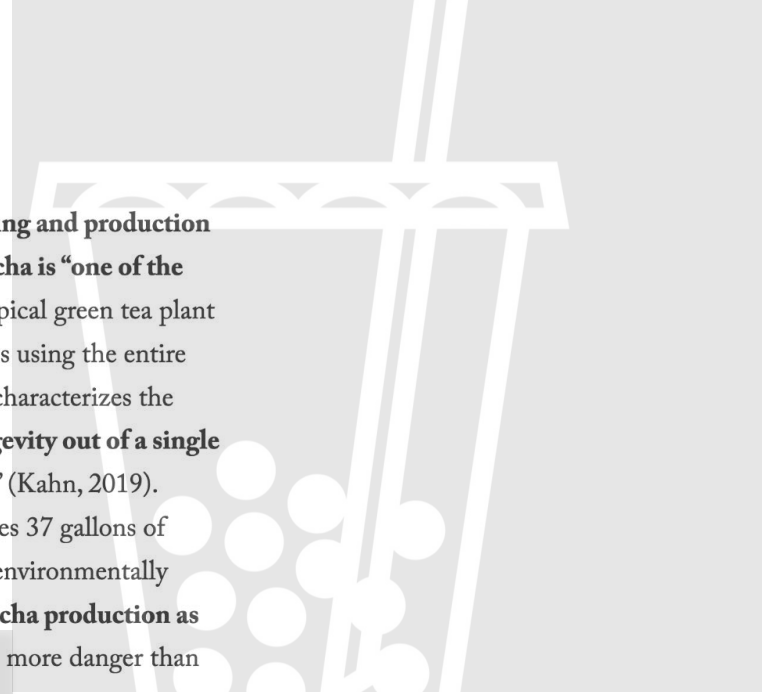 ing and production
cha is “one of the
pical green tea plant
s using the entire
characterizes the
gevity out of a single
” (Kahn, 2019).
es 37 gallons of
environmentally
cha production as
more danger than